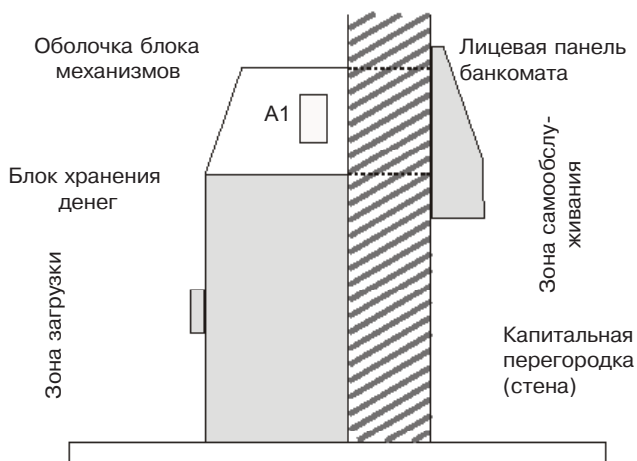 Оболочка блока
механизмов
Лицевая панель
банкомата
A1
Блок хранения
денег
Зона самообслу-
живания
Зона загрузки
Капитальная
перегородка
(стена)